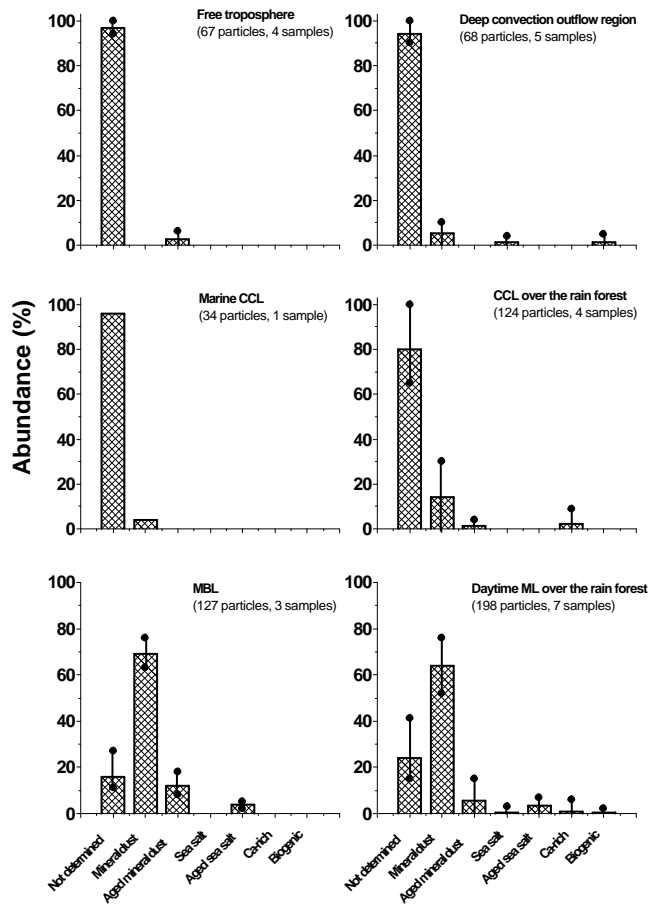 Free troposphere
(67 particles, 4 samples)
100
80
60
40
20
0
Deep convection outflow region
(68 particles, 5 samples)
100
80
60
40
20
0
Abundance (%)
Marine CCL
(34 particles, 1 sample)
100
80
60
40
20
0
CCL over the rain forest
(124 particles, 4 samples)
100
80
60
40
20
0
MBL
(127 particles, 3 samples)
100
80
60
40
20
0
Not determined
Mineral dust
Aged mineral dust
Sea salt
Aged sea salt
Ca-rich
Biogenic
Daytime ML over the rain forest
(198 particles, 7 samples)
100
80
60
40
20
0
Not determined
Mineral dust
Aged mineral dust
Sea salt
Aged sea salt
Ca-rich
Biogenic